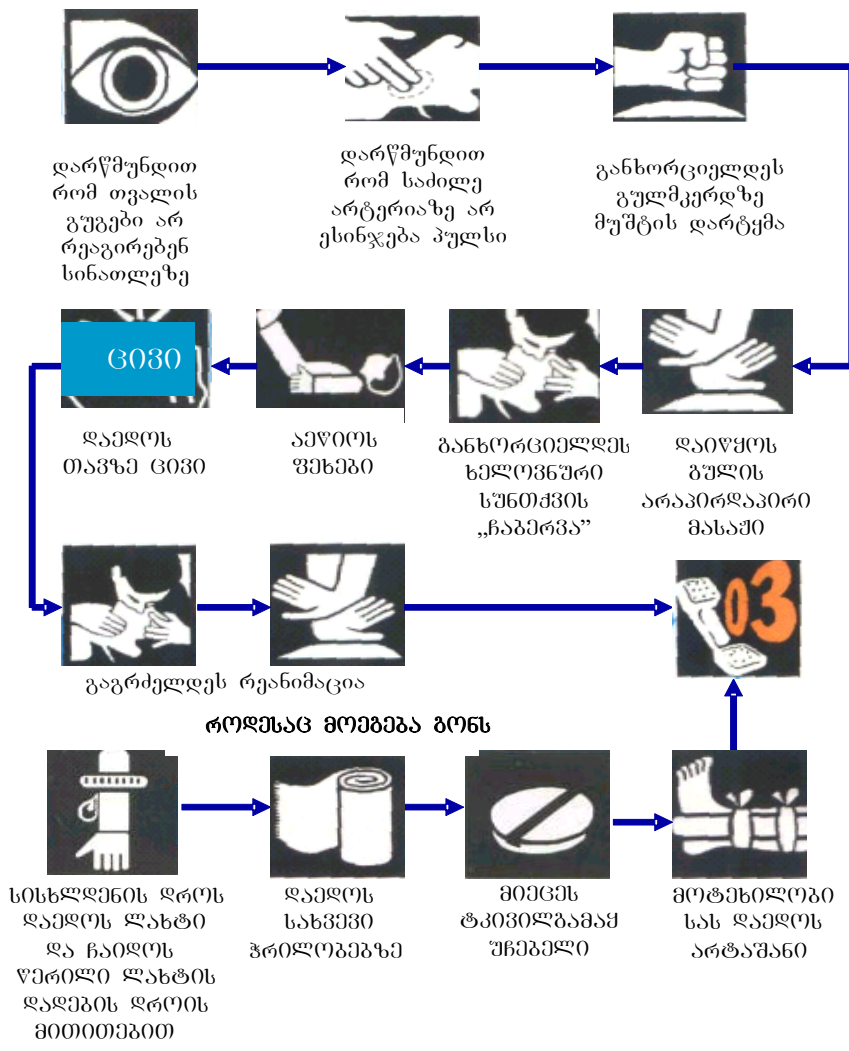 დარწმუნდით
რომ თვალის
გუგები არ
რეაგირებენ
სინათლეზე
დარწმუნდით
რომ საძილე
არტერიაზე არ
ესინჯება პულსი
განხორციელდეს
გულმკერდზე
მუშტის დარტყმა
ცივი
დაედოს
თავზე ცივი
აეწიოს
ფეხები
განხორციელდეს
ხელოვნური
სუნთქვის
„ჩაბერვა”
დაიწყოს
გულის
არაპირდაპირი
მასაჟი
03
გაგრძელდეს რეანიმაცია
როდესაც მოეგება გონს
სისხლდენის დროს
დაედოს ლახტი
და ჩაიდოს
წერილი ლახტის
დადების დროის
მითითებით
დაედოს
სახვევი
ჭრილობებზე
მიეცეს
ტკივილგამაყ
უჩებელი
მოტეხილობი
სას დაედოს
არტაშანი